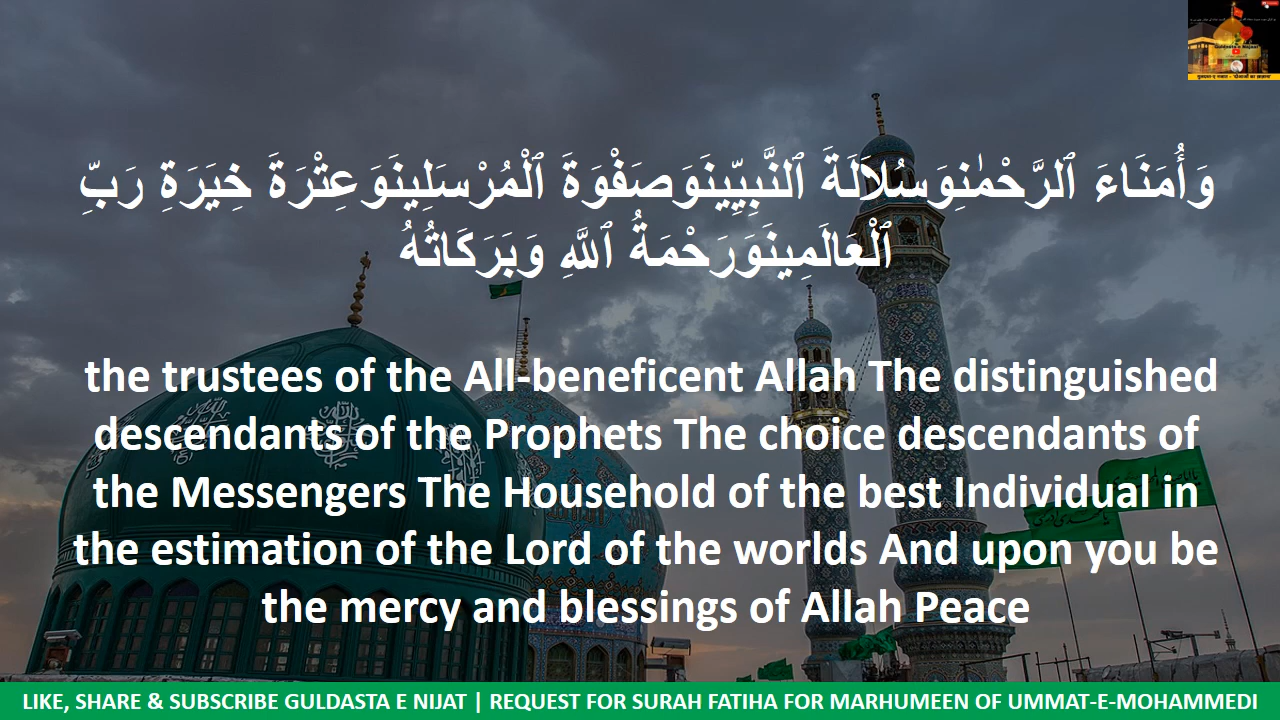 وَأُمَنَاءَ ٱلرَّحْمٰنِوَسُلاَلَةَ ٱلنَّبِيِّينَوَصَفْوَةَ ٱلْمُرْسَلِينَوَعِتْرَةَ خِيَرَةِ رَبِّ
ٱلْعَالَمِينَوَرَحْمَةُ ٱللَّهِ وَبَرَكَاتُهُ
the trustees of the All-beneficent Allah The distinguished
descendants of the Prophets The choice descendants of
the Messengers The Household of the best Individual in
the estimation of the Lord of the worlds And upon you be
the mercy and blessings of Allah Peace
LIKE, SHARE & SUBSCRIBE GULDASTA E NIJAT | REQUEST FOR SURAH FATIHA FOR MARHUMEEN OF UMMAT-E-MOHAMMEDI